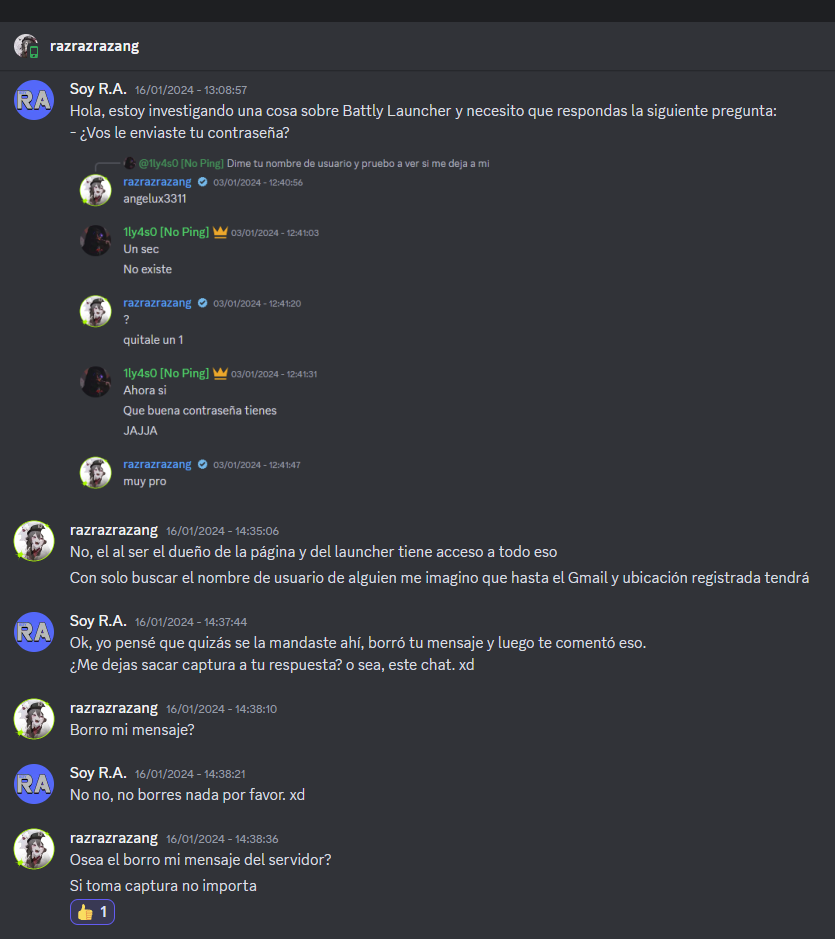 razrazrazang
RA
Soy R.A. 16/01/2024 - 13:08:57
Hola, estoy investigando una cosa sobre Battly Launcher y necesito que respondas la siguiente pregunta:
- ¿Vos le enviaste tu contraseña?
@1ly4s0 [No Ping] Dime tu nombre de usuario y pruebo a ver si me deja a mi
razrazrazang 03/01/2024 - 12:40:56
angelux3311
1ly4s0 [No Ping] 03/01/2024 - 12:41:03
Un sec
No existe
razrazrazang 03/01/2024 - 12:41:20
?
quitale un 1
1ly4s0 [No Ping] 03/01/2024 - 12:41:31
Ahora si
Que buena contraseña tienes
JAJJA
razrazrazang 03/01/2024 - 12:41:47
muy pro
razrazrazang 16/01/2024 - 14:35:06
No, el al ser el dueño de la página y del launcher tiene acceso a todo eso
Con solo buscar el nombre de usuario de alguien me imagino que hasta el Gmail y ubicación registrada tendrá
RA
Soy R.A. 16/01/2024 - 14:37:44
Ok, yo pensé que quizás se la mandaste ahí, borró tu mensaje y luego te comentó eso.
¿Me dejas sacar captura a tu respuesta? o sea, este chat. xd
razrazrazang 16/01/2024 - 14:38:10
Borro mi mensaje?
RA
Soy R.A. 16/01/2024 - 14:38:21
No no, no borres nada por favor. xd
razrazrazang 16/01/2024 - 14:38:36
Osea el borro mi mensaje del servidor?
Si toma captura no importa
👍 1